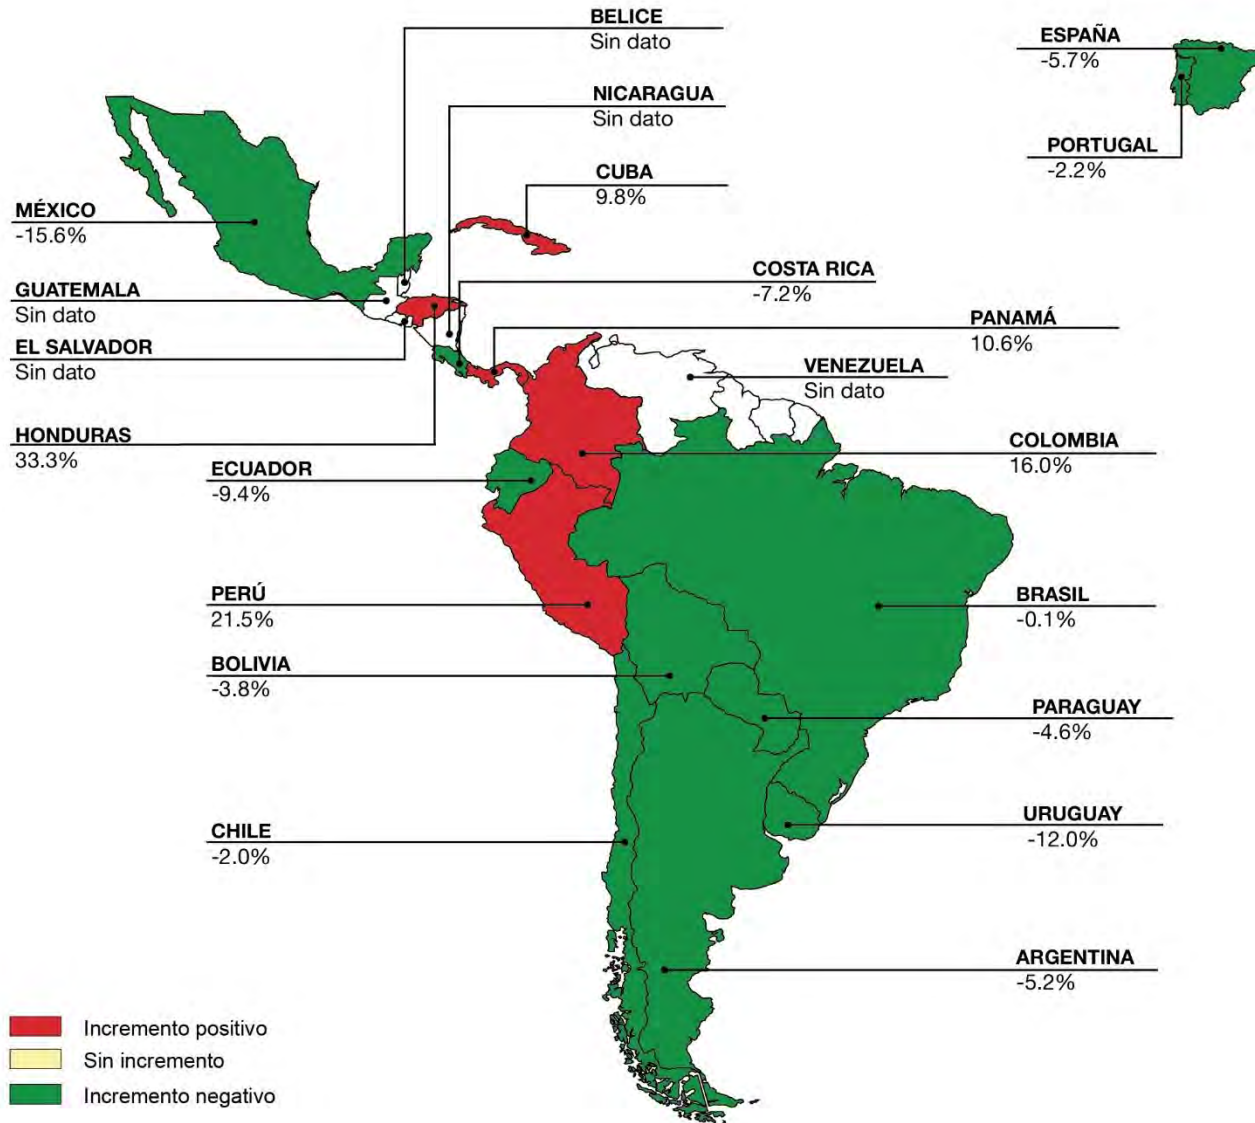 BELICE
Sin dato
ESPAÑA
-5.7%
NICARAGUA
Sin dato
PORTUGAL
-2.2%
CUBA
9.8%
MÉXICO
-15.6%
COSTA RICA
-7.2%
GUATEMALA
Sin dato
PANAMÁ
10.6%
EL SALVADOR
Sin dato
VENEZUELA
Sin dato
HONDURAS
33.3%
COLOMBIA
16.0%
ECUADOR
-9.4%
PERÚ
21.5%
BRASIL
-0.1%
BOLIVIA
-3.8%
PARAGUAY
-4.6%
URUGUAY
-12.0%
CHILE
-2.0%
ARGENTINA
-5.2%
Incremento positivo
Sin incremento
Incremento negativo